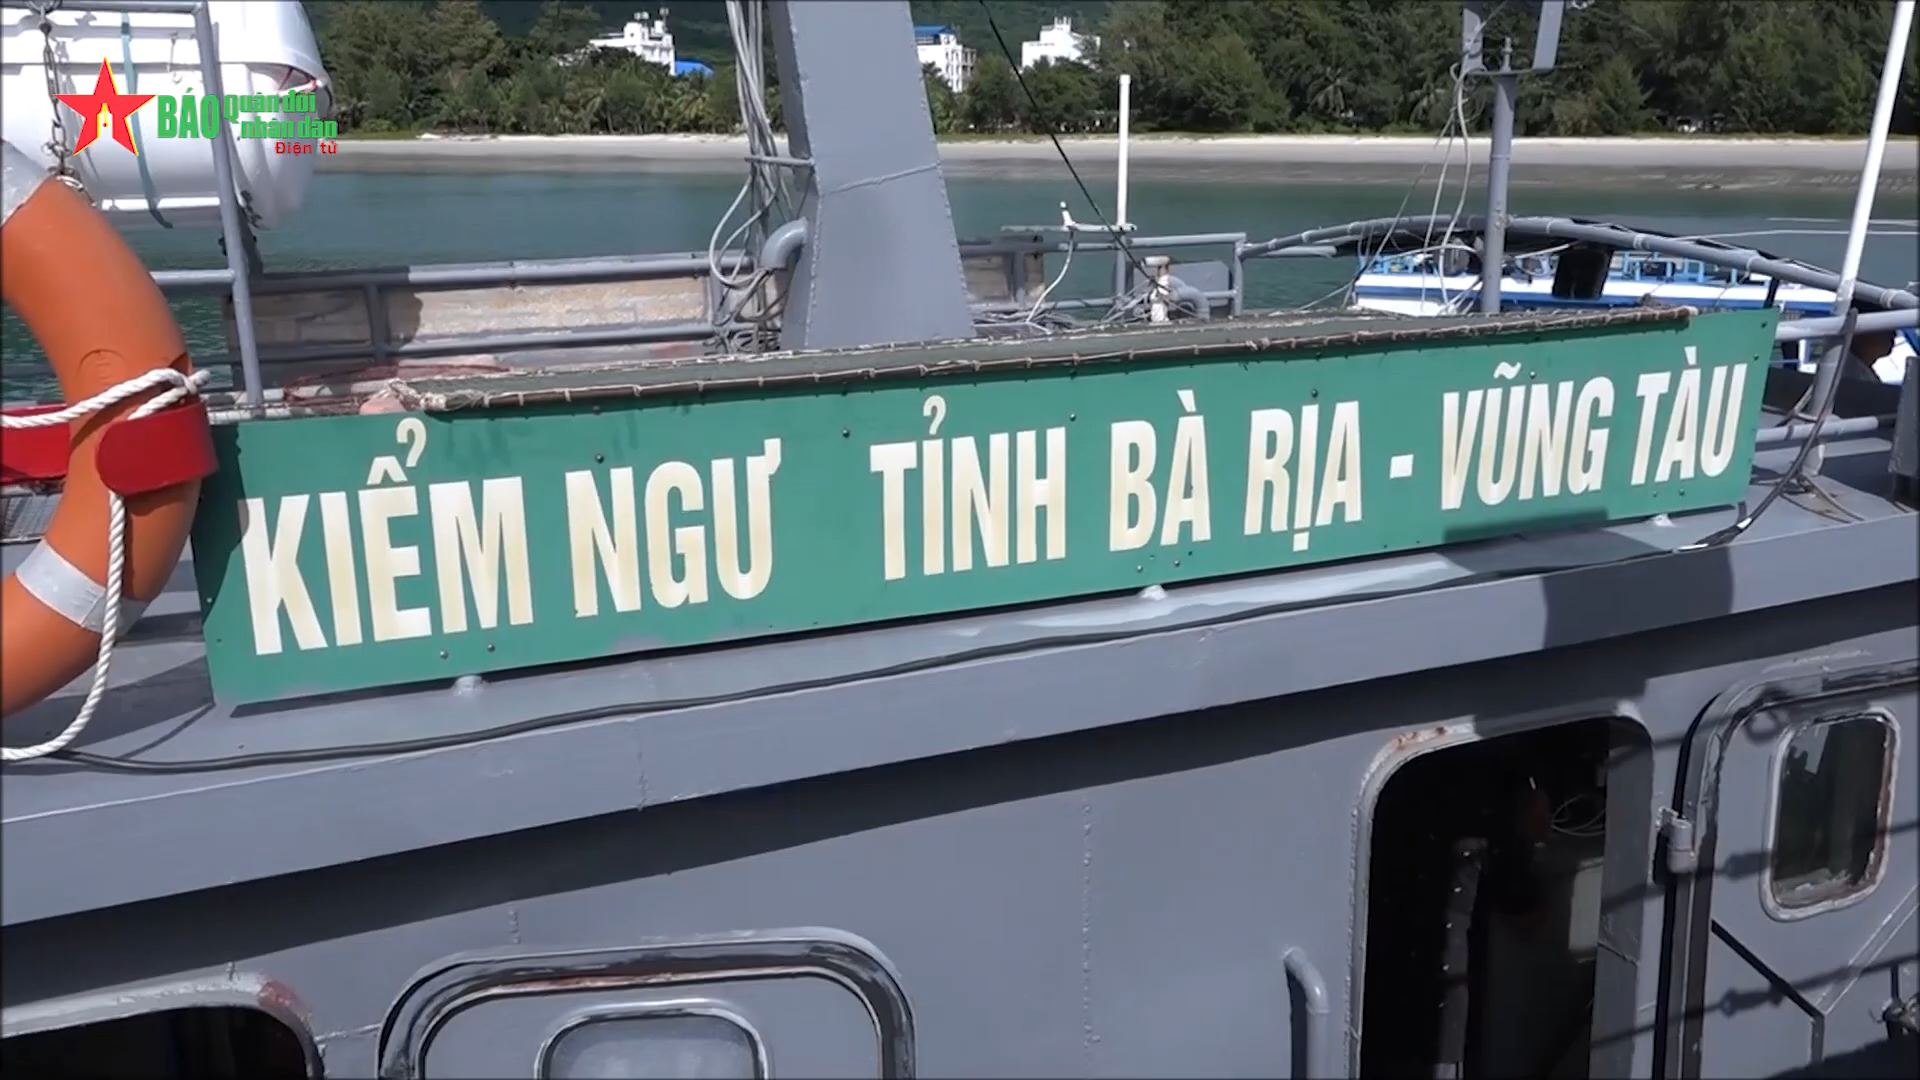 BÁO Quân đội
nhân dân
Điện tử
KIỂM NGƯ TỈNH BÀ RỊA - VŨNG TÀU